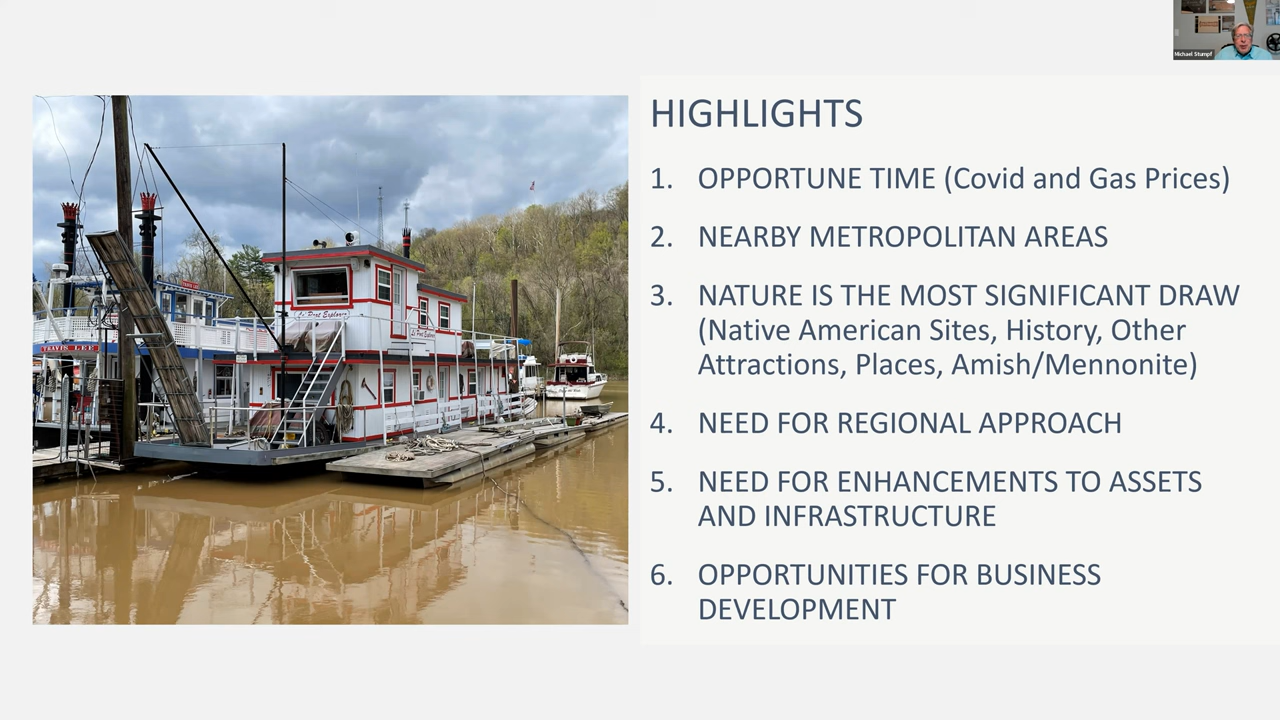 Michael Stumpf
HIGHLIGHTS
1. OPPORTUNE TIME (Covid and Gas Prices)
2. NEARBY METROPOLITAN AREAS
3. NATURE IS THE MOST SIGNIFICANT DRAW
(Native American Sites, History, Other
Attractions, Places, Amish/Mennonite)
4. NEED FOR REGIONAL APPROACH
5. NEED FOR ENHANCEMENTS TO ASSETS
AND INFRASTRUCTURE
6. OPPORTUNITIES FOR BUSINESS
DEVELOPMENT
TRAVIS LEE